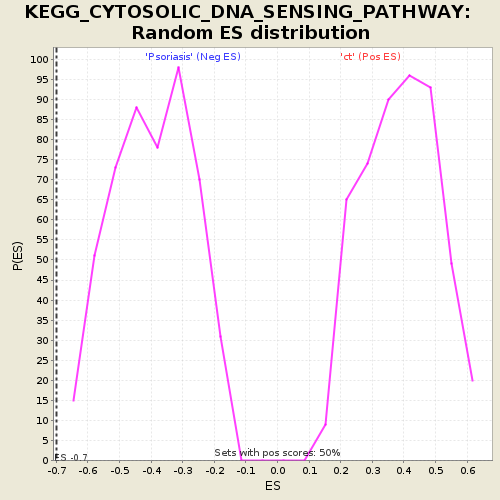 KEGG_CYTOSOLIC_DNA_SENSING_PATHWAY:
Random ES distribution
'Psoriasis' (Neg ES)
'ct' (Pos ES)
100
95
90
85
80
75
70
65
60
55
50
45
40
35
30
25
20
15
10
5
0
P(ES)
ES -0.7
Sets with pos scores: 50%
-0.7 -0.6 -0.5 -0.4 -0.3 -0.2 -0.1 0.0 0.1 0.2 0.3 0.4 0.5 0.6
ES